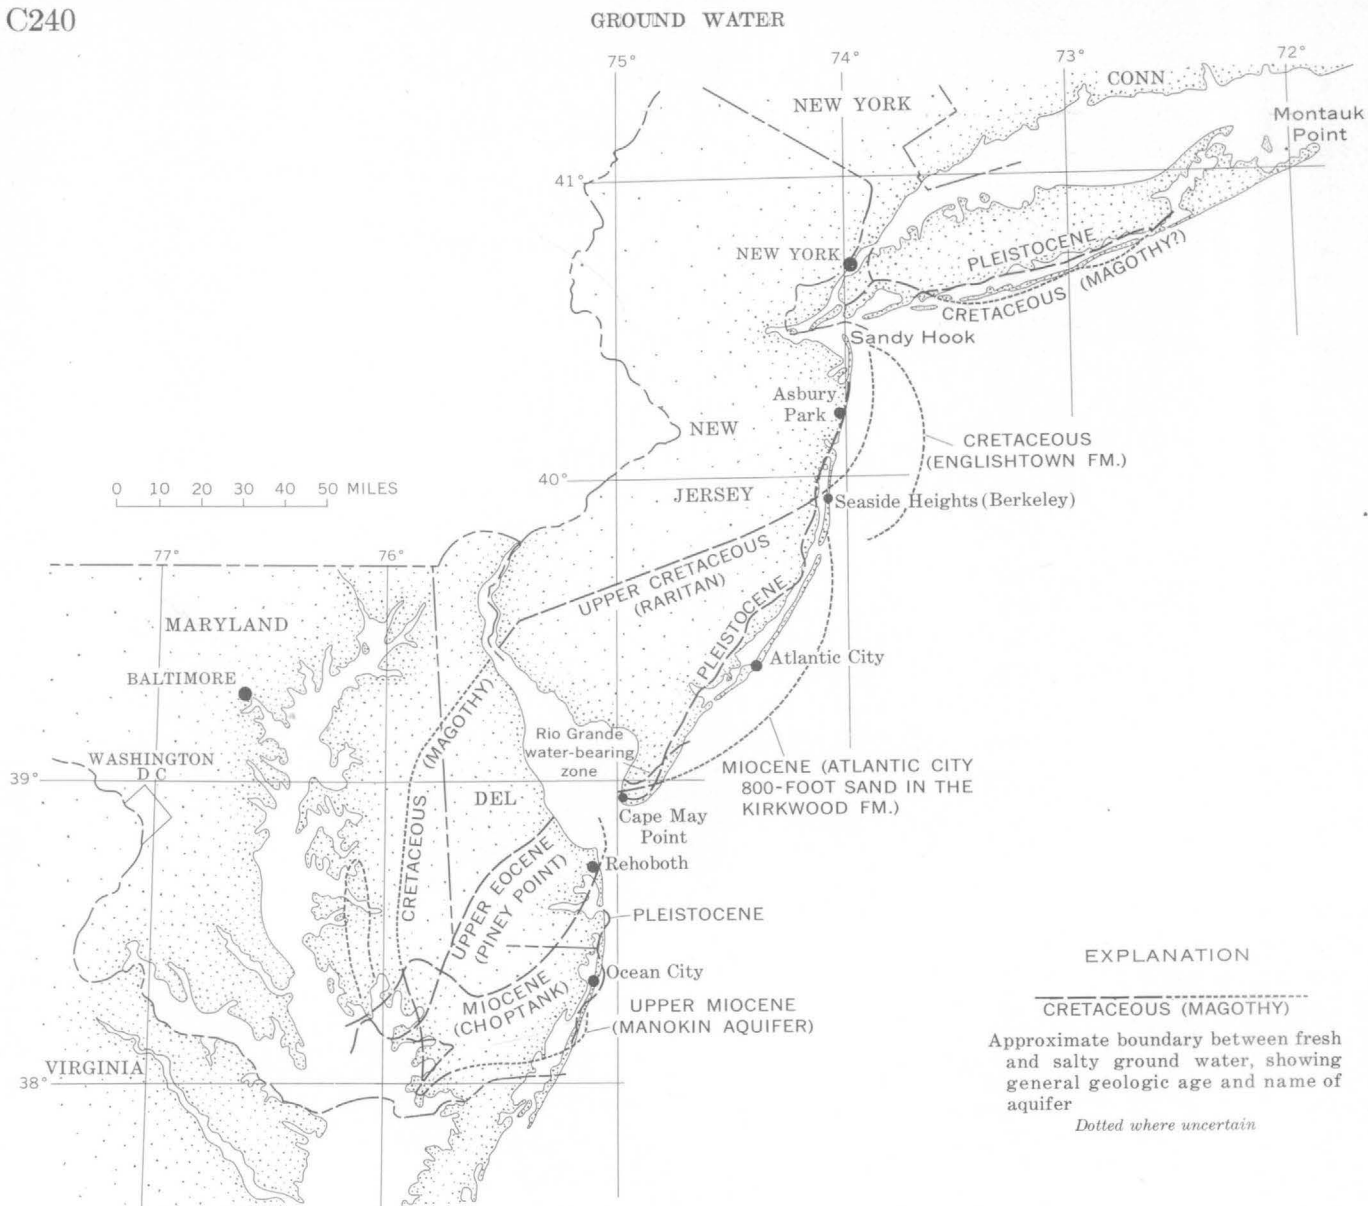 C240
GROUND WATER
75°
74°
73°
72°
CONN
NEW YORK
Montauk
Point
41°
NEW YORK
PLEISTOCENE
CRETACEOUS (MAGOTHY?)
Sandy Hook
Asbury
Park
NEW
CRETACEOUS
(ENGLISHTOWN FM.)
40°
JERSEY
0 10 20 30 40 50 MILES
Seaside Heights (Berkeley)
77°
76°
UPPER CRETACEOUS
(RARITAN)
PLEISTOCENE
MARYLAND
Atlantic City
BALTIMORE
CRETACEOUS (MAGOTHY)
Rio Grande
water-bearing
zone
WASHINGTON
D C
39°
DEL
MIOCENE (ATLANTIC CITY
800-FOOT SAND IN THE
KIRKWOOD FM.)
Cape May
Point
Rehoboth
UPPER EOCENE
(PINEY POINT)
PLEISTOCENE
Ocean City
MIOCENE
(CHOPTANK)
UPPER MIOCENE
(MANOKIN AQUIFER)
VIRGINIA
38°
EXPLANATION
CRETACEOUS (MAGOTHY)
Approximate boundary between fresh
and salty ground water, showing
general geologic age and name of
aquifer
Dotted where uncertain